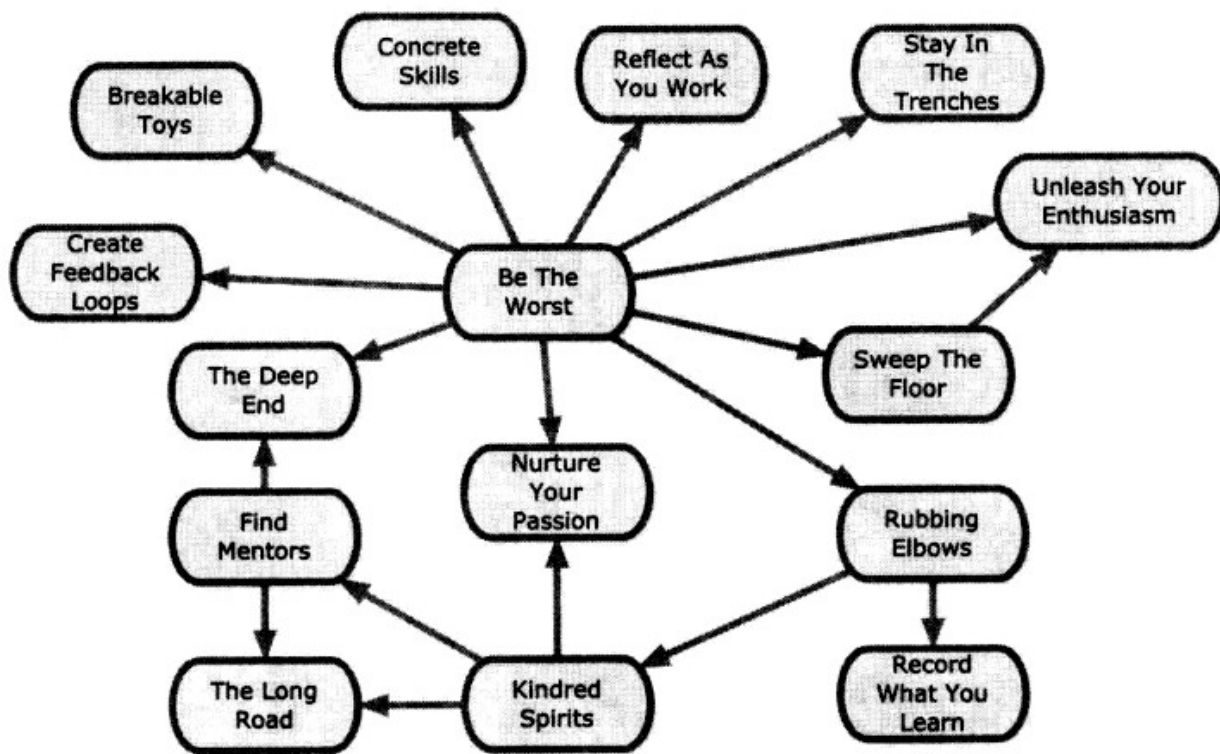 Concrete
Skills
Reflect As
You Work
Stay In
The
Trenches
Breakable
Toys
Unleash Your
Enthusiasm
Create
Feedback
Loops
Be The
Worst
The Deep
End
Sweep The
Floor
Nurture
Your
Passion
Find
Mentors
Rubbing
Elbows
The Long
Road
Kindred
Spirits
Record
What You
Learn